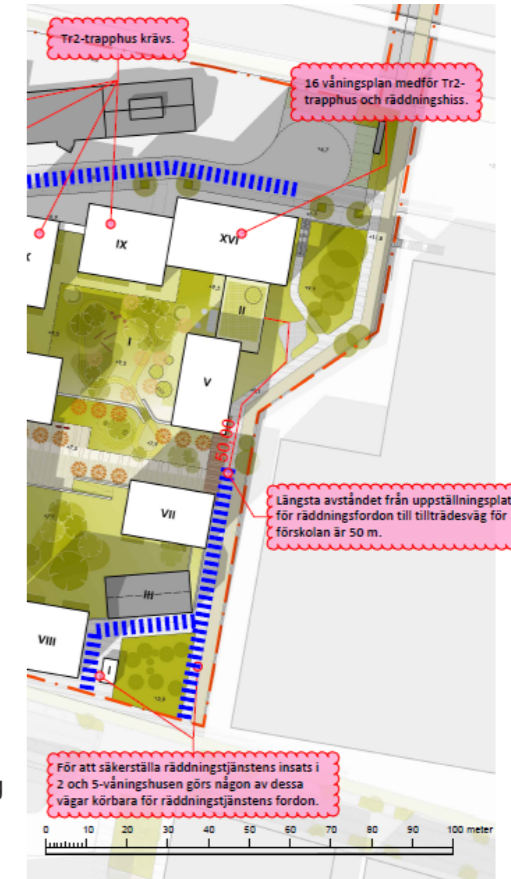 Tr2-trapphus krävs.
16 våningsplan medför Tr2-
trapphus och räddningshiss.
IX
XVI
II
I
V
50,00
Längsta avståndet från uppställningsplat
för räddningsfordon till tillträdesväg för
förskolan är 50 m.
VII
III
VIII
I
För att säkerställa räddningstjänstens insats i
2 och 5-våningshusen görs någon av dessa
vägar körbara för räddningstjänstens fordon.
0 10 20 30 40 50 60 70 80 90 100 meter